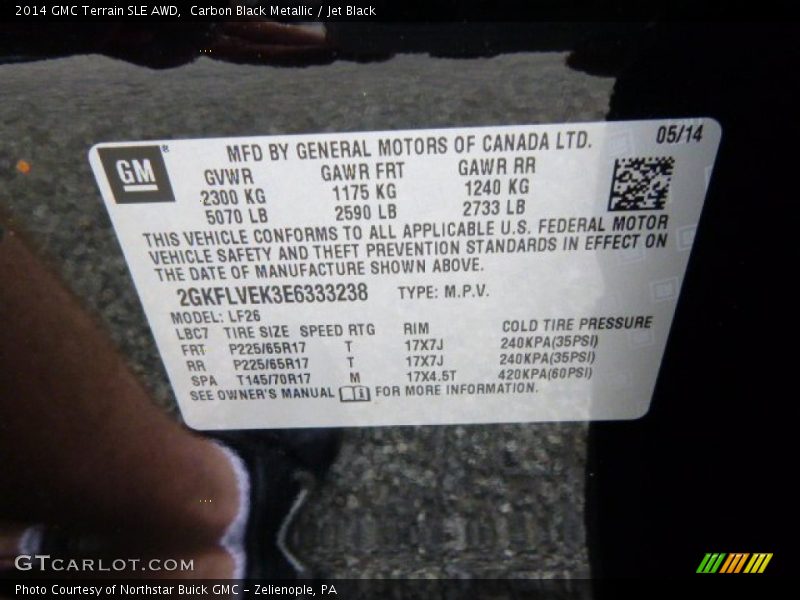 2014 GMC Terrain SLE AWD,  Carbon Black Metallic / Jet Black
05/14
GM®
MFD BY GENERAL MOTORS OF CANADA LTD.
GVWR GAWR FRT GAWR RR
2300 KG 1175 KG 1240 KG
5070 LB 2590 LB 2733 LB
THIS VEHICLE CONFORMS TO ALL APPLICABLE U.S. FEDERAL MOTOR
VEHICLE SAFETY AND THEFT PREVENTION STANDARDS IN EFFECT ON
THE DATE OF MANUFACTURE SHOWN ABOVE.
2GKFLVEK3E6333238 TYPE: M.P.V.
MODEL: LF26
LBC7 TIRE SIZE SPEED RTG RIM COLD TIRE PRESSURE
FRT P225/65R17 T 17X7J 240KPA(35PSI)
RR P225/65R17 T 17X7J 240KPA(35PSI)
SPA T145/70R17 M 17X4.5T 420KPA(60PSI)
SEE OWNER'S MANUAL FOR MORE INFORMATION.
GTCARLOT.COM
Photo Courtesy of Northstar Buick GMC - Zelienople, PA